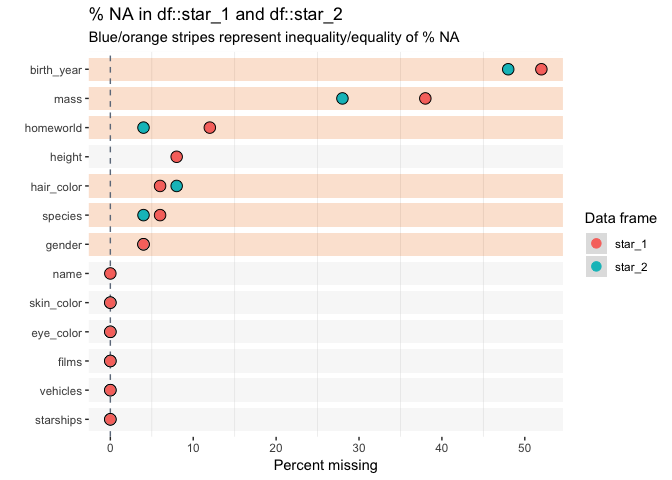 % NA in df::star_1 and df::star_2
Blue/orange stripes represent inequality/equality of % NA
birth_year
mass
homeworld
height
hair_color
species
gender
name
skin_color
eye_color
films
vehicles
starships
0 10 20 30 40 50
Percent missing
Data frame
star_1
star_2